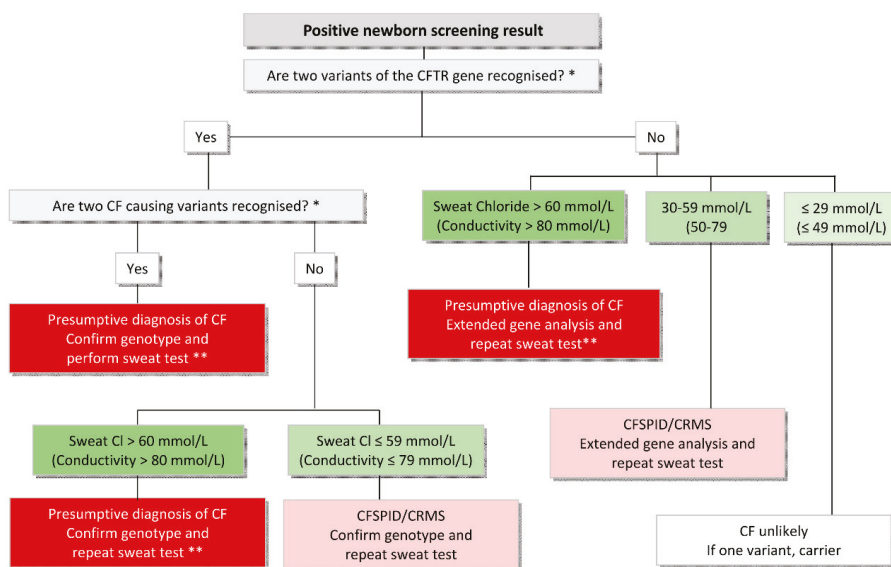 Positive newborn screening result
Are two variants of the CFTR gene recognised? *
Yes
No
Are two CF causing variants recognised? *
Sweat Chloride > 60 mmol/L
(Conductivity > 80 mmol/L)
30-59 mmol/L
(50-79
≤ 29 mmol/L
(≤ 49 mmol/L)
Yes
No
Presumptive diagnosis of CF
Confirm genotype and
perform sweat test **
Presumptive diagnosis of CF
Extended gene analysis and
repeat sweat test**
Sweat Cl > 60 mmol/L
(Conductivity > 80 mmol/L)
Sweat Cl ≤ 59 mmol/L
(Conductivity ≤ 79 mmol/L)
CFSPID/CRMS
Extended gene analysis and
repeat sweat test
Presumptive diagnosis of CF
Confirm genotype and
repeat sweat test **
CFSPID/CRMS
Confirm genotype and
repeat sweat test
CF unlikely
If one variant, carrier